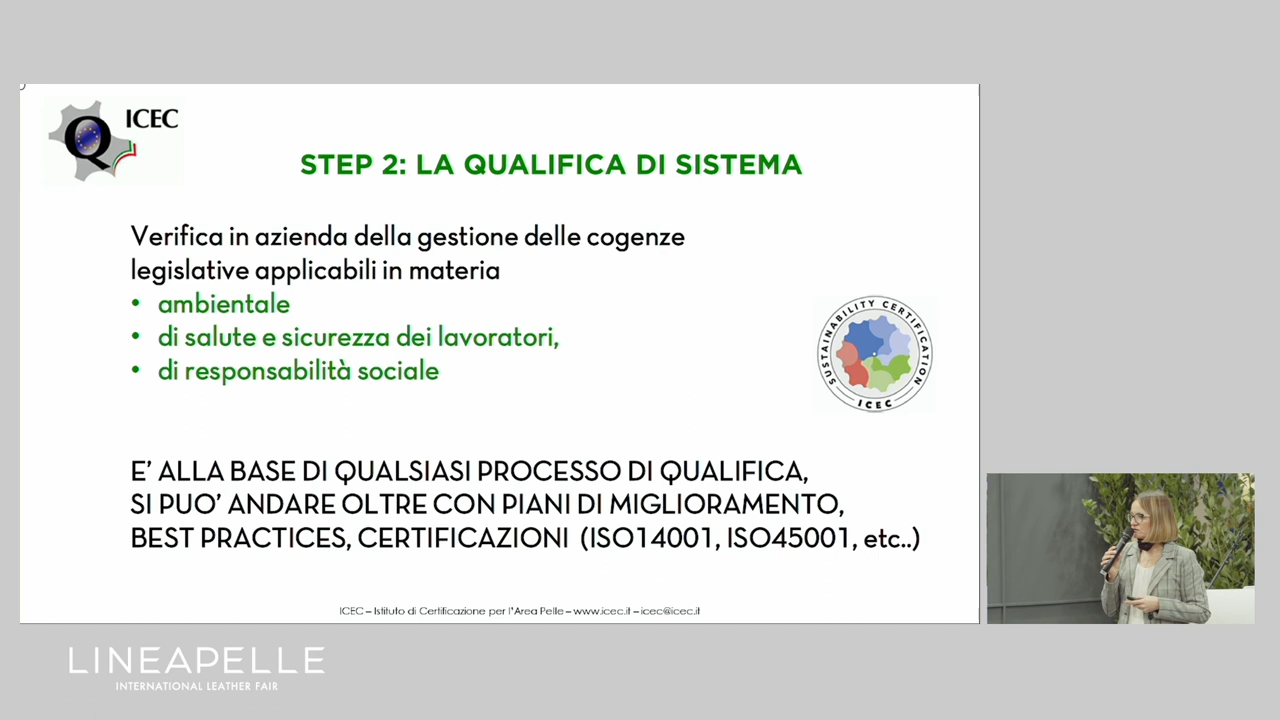 ICEC
Q
STEP 2: LA QUALIFICA DI SISTEMA
Verifica in azienda della gestione delle cogenze
legislative applicabili in materia
• ambientale
• di salute e sicurezza dei lavoratori,
• di responsabilità sociale
SUSTAINABILITY CERTIFICATION
ICEC
E' ALLA BASE DI QUALSIASI PROCESSO DI QUALIFICA,
SI PUO' ANDARE OLTRE CON PIANI DI MIGLIORAMENTO,
BEST PRACTICES, CERTIFICAZIONI (ISO14001, ISO45001, etc..)
ICEC – Istituto di Certificazione per l'Area Pelle – www.icec.it – icec@icec.it
LINEAPELLE
INTERNATIONAL LEATHER FAIR